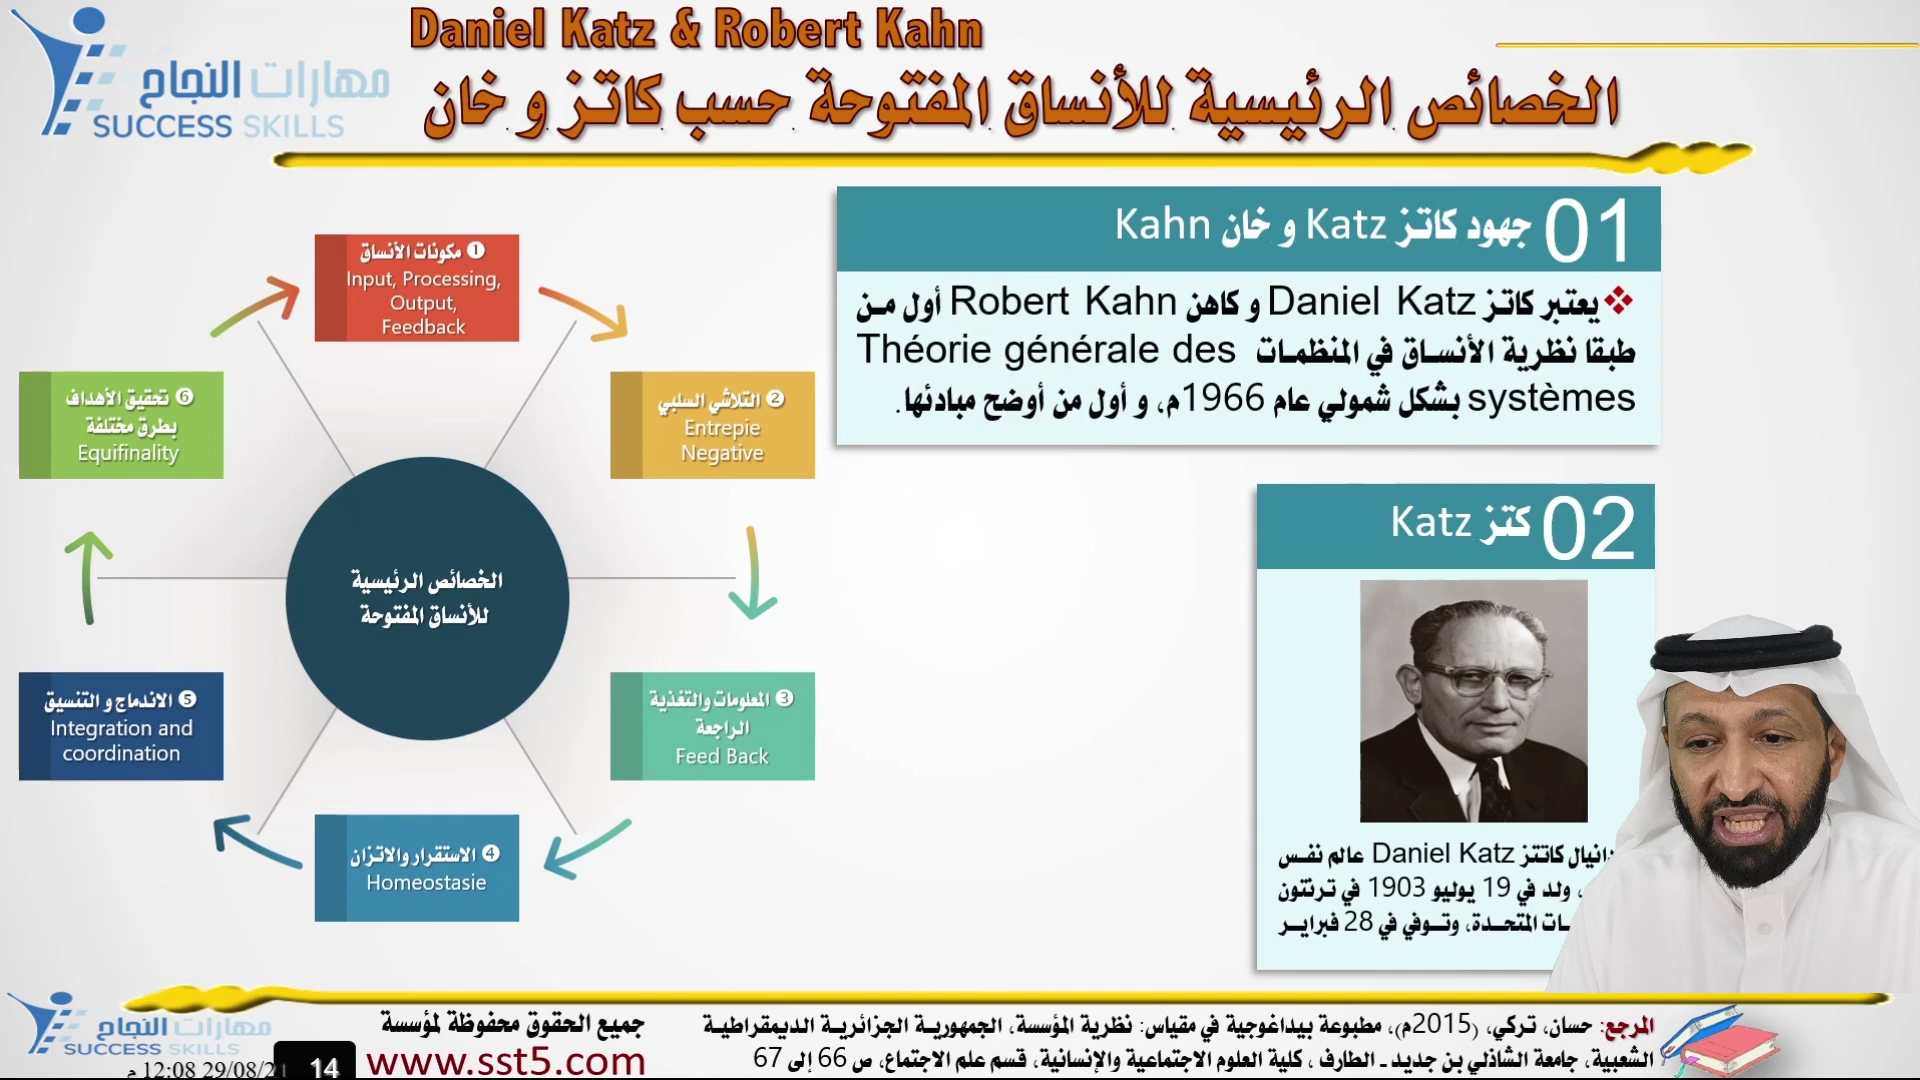 Daniel Katz & Robert Kahn
الخصائص الرئيسية للأنساق المفتوحة حسب كاتز و خان
مهارات النجاح
SUCCESS SKILLS
01 جهود كاتز Katz و خان Kahn
❖ يعتبر كاتز Daniel Katz و كاهن Robert Kahn أول من
طبقا نظرية الأنساق في المنظمات Théorie générale des
systèmes بشكل شمولي عام 1966م، و أول من أوضح مبادئها.
02 كتز Katz
دانيال كاتتز Daniel Katz عالم نفس
، ولد في 19 يوليو 1903 في ترنتون
المتحدة، وتوفي في 28 فبراير
الخصائص الرئيسية
للأنساق المفتوحة
❶ مكونات الأنساق
Input, Processing,
Output,
Feedback
❷ التلاشي السلبي
Entrepie
Negative
❸ المعلومات والتغذية
الراجعة
Feed Back
❹ الاستقرار والاتزان
Homeostasie
❺ الاندماج و التنسيق
Integration and
coordination
❻ تحقيق الأهداف
بطرق مختلفة
Equifinality
المرجع: حسان، تركي، (2015م)، مطبوعة بيداغوجية في مقياس: نظرية المؤسسة، الجمهورية الجزائرية الديمقراطية
الشعبية، جامعة الشاذلي بن جديد ـ الطارف ، كلية العلوم الاجتماعية والإنسانية، قسم علم الاجتماع، ص 66 إلى 67
جميع الحقوق محفوظة لمؤسسة
www.sst5.com
14
مهارات النجاح
SUCCESS SKILLS
29/08/2 12:08 م